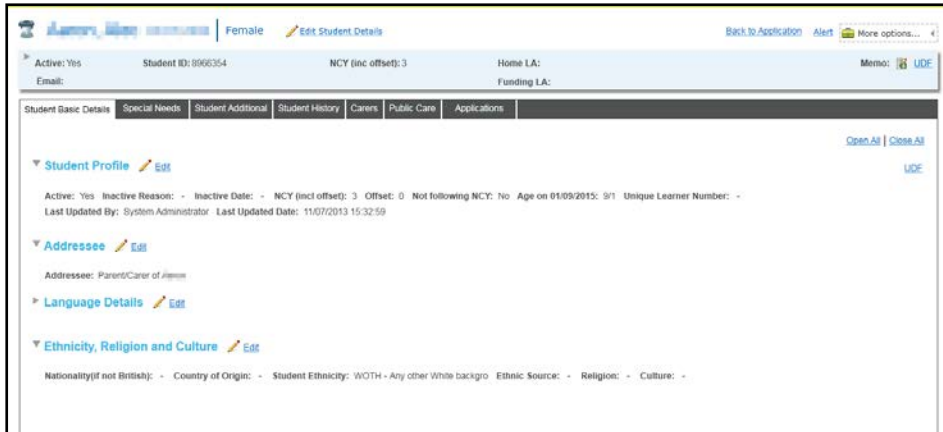 Female Edit Student Details Back to Application Alert More options...
Active: Yes Student ID: 8966354 NCY (inc offset): 3 Home LA: Memo: UDF
Email: Funding LA:
Student Basic Details Special Needs Student Additional Student History Carers Public Care Applications
Open All | Close All
Student Profile Edit UDF
Active: Yes Inactive Reason: - Inactive Date: - NCY (incl offset): 3 Offset: 0 Not following NCY: No Age on 01/09/2015: 9/1 Unique Learner Number: -
Last Updated By: System Administrator Last Updated Date: 11/07/2013 15:32:59
Addressee Edit
Addressee: Parent/Carer of
Language Details Edit
Ethnicity, Religion and Culture Edit
Nationality(if not British): - Country of Origin: - Student Ethnicity: WOTH - Any other White backgro Ethnic Source: - Religion: - Culture: -